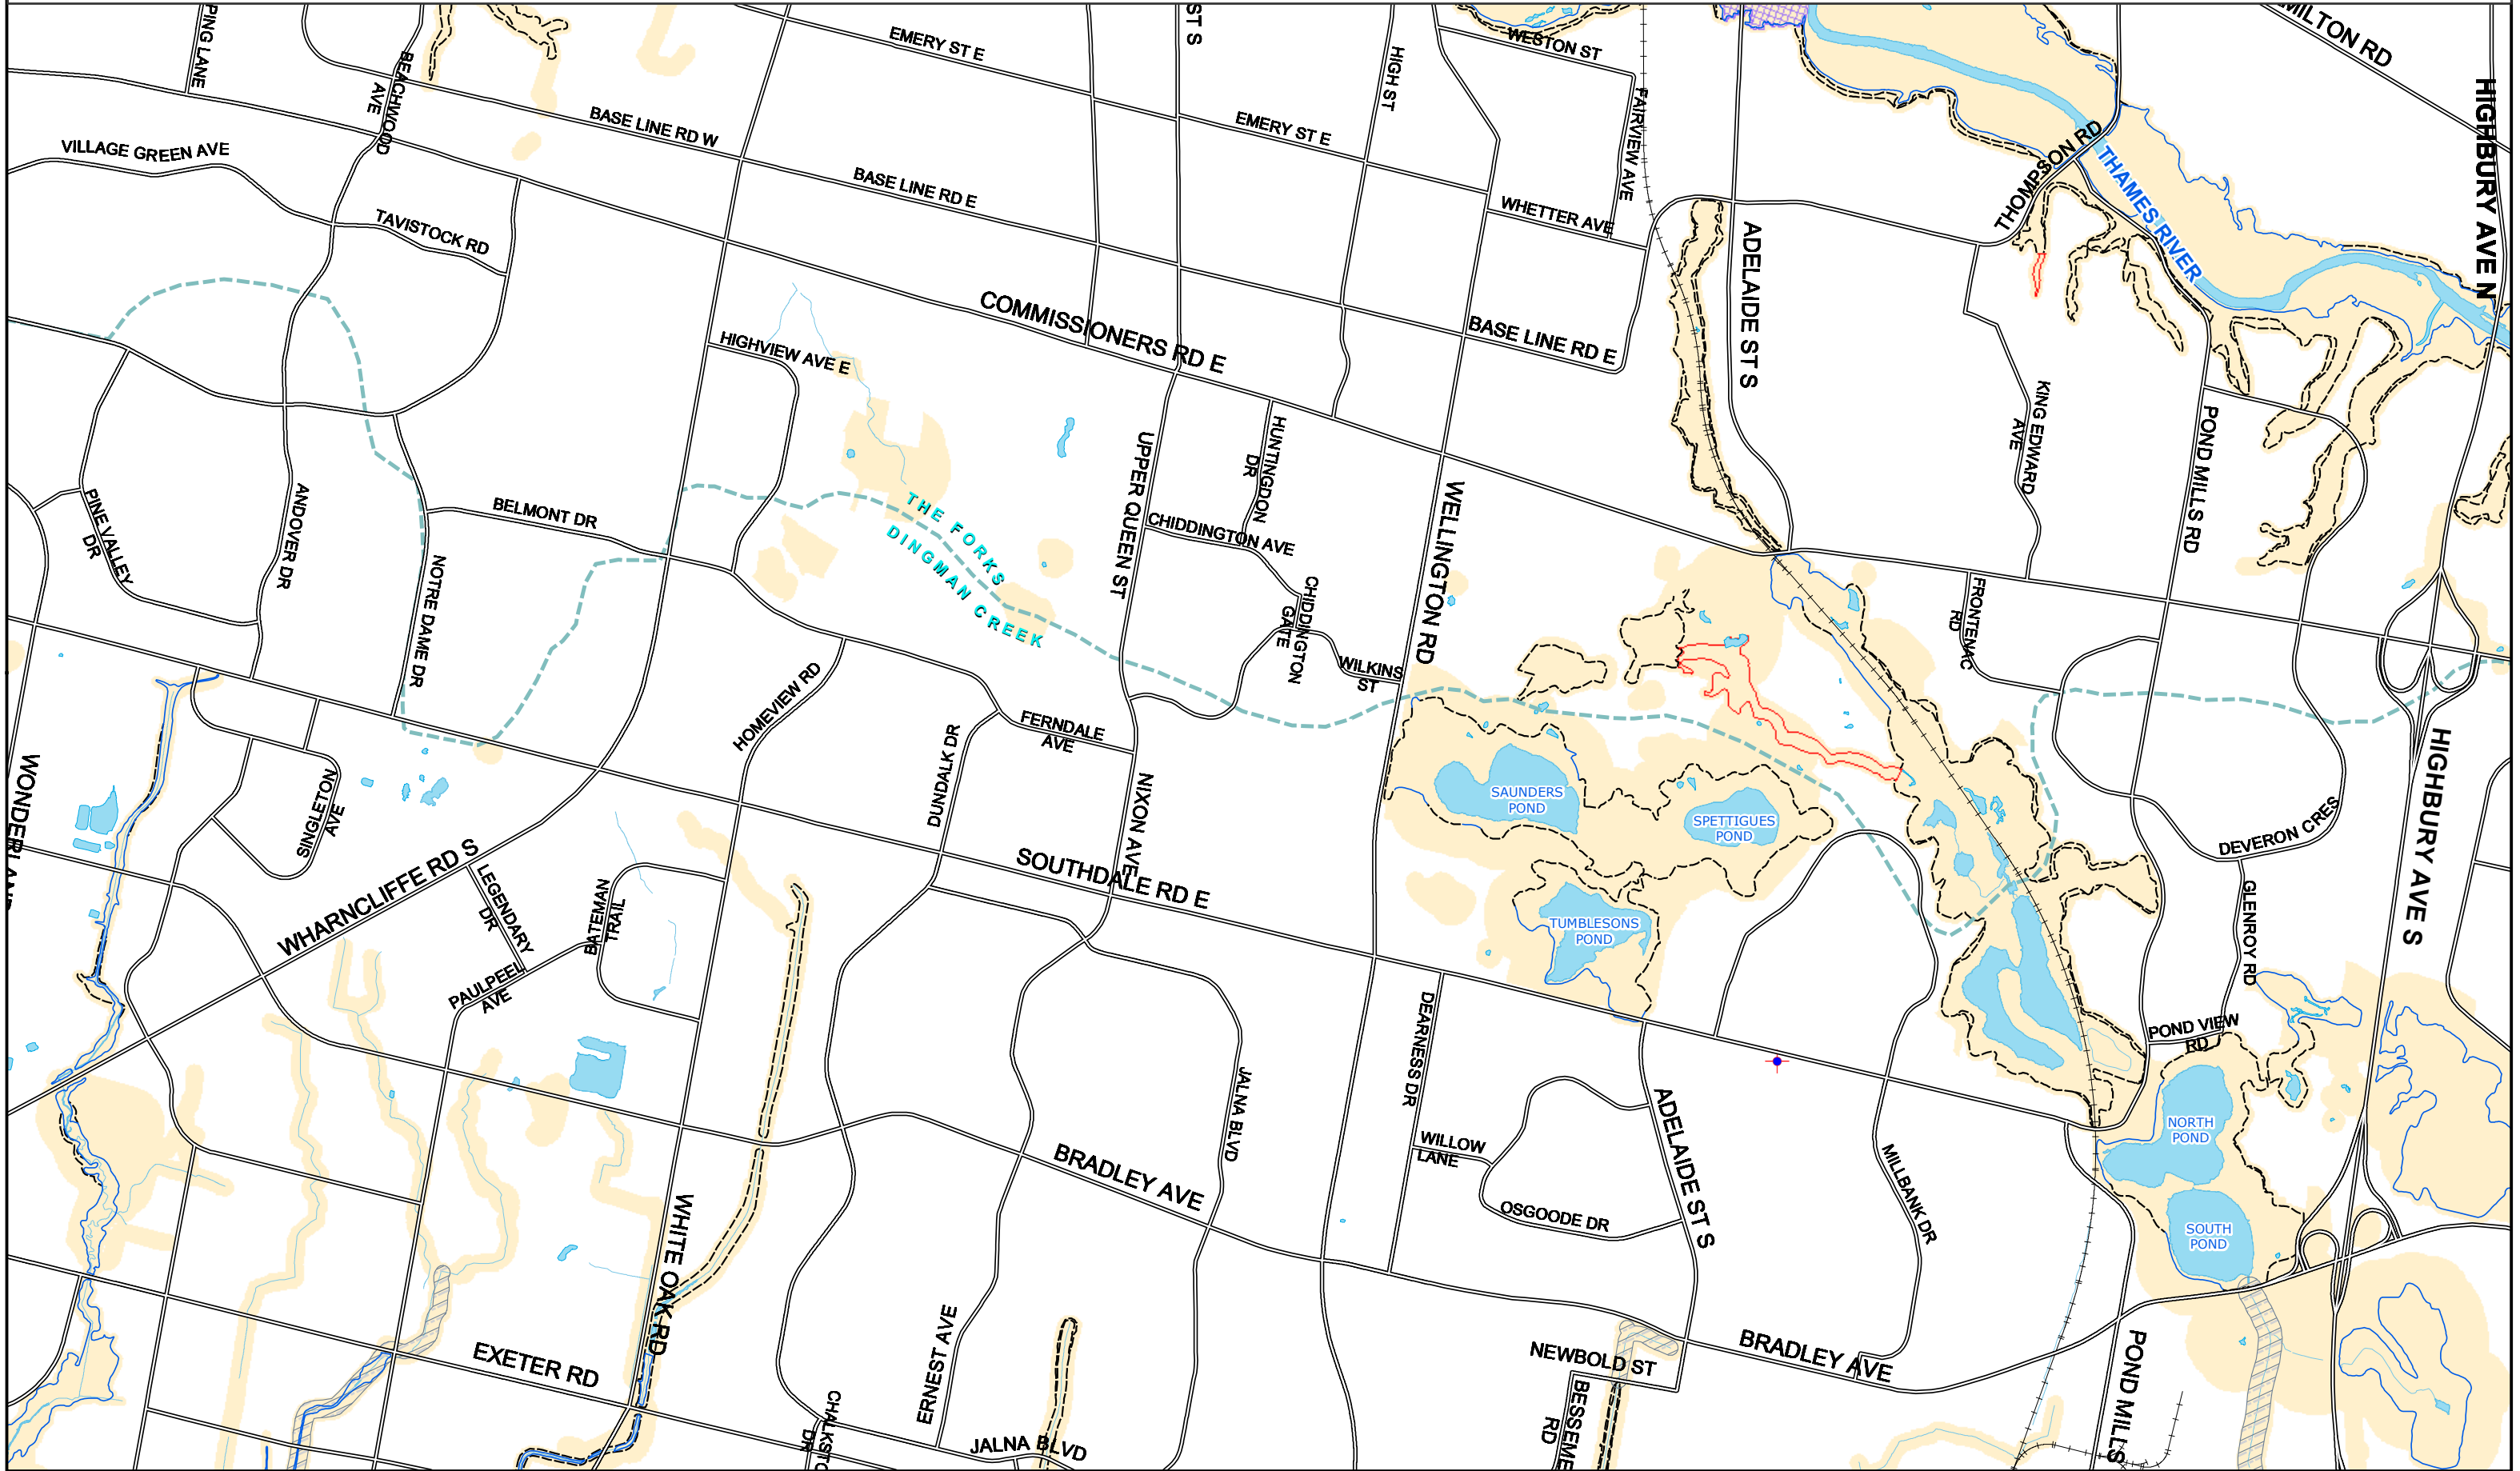 PING LANE
BEACHWOOD
AVE
EMERY ST E
ST S
HIGH ST
WESTON ST
FAIRVIEW AVE
HIGHBURY AVE N
BASE LINE RD W
EMERY ST E
VILLAGE GREEN AVE
THOMPSON RD
THAMES RIVER
BASE LINE RD E
TAVISTOCK RD
WHETTER AVE
ADELAIDE ST S
COMMISSIONERS RD E
BASE LINE RD E
HIGHVIEW AVE E
KING EDWARD
AVE
POND MILLS RD
HUNTINGDON
DR
UPPER QUEEN ST
WELLINGTON RD
PINE VALLEY
DR
ANDOVER DR
BELMONT DR
THE FORKS
DINGMAN CREEK
CHIDDINGTON AVE
NOTRE DAME DR
CHIDDINGTON
GATE
FRONTENAC
RD
WILKINS
ST
HOMEVIEW RD
FERNDALE
AVE
DUNDALK DR
HIGHBURY AVE S
SINGLETON
AVE
NIXON AVE
SAUNDERS
POND
SPETTIGUES
POND
DEVERON CRES
WHARNCLIFFE RD S
SOUTHDALE RD E
LEGENDARY
DR
BATEMAN
TRAIL
TUMBLESONS
POND
GLENROY RD
PAULPEEL
AVE
DEARNESS DR
POND VIEW
RD
JALNA BLVD
ADELAIDE ST S
NORTH
POND
WILLOW
LANE
BRADLEY AVE
MILLBANK DR
OSGOODE DR
SOUTH
POND
WHITE OAK RD
EXETER RD
ERNEST AVE
NEWBOLD ST
BRADLEY AVE
POND MILLS
BESSEME
RD
DR
JALNA BLVD